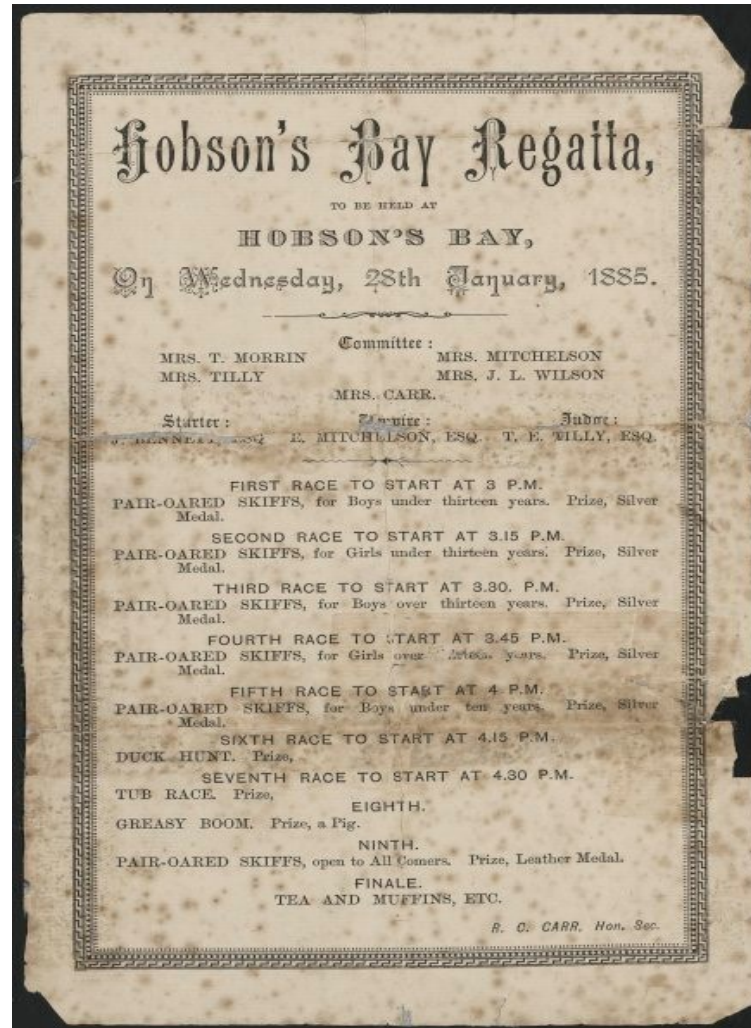 Hobson's Bay Regatta,
TO BE HELD AT
HOBSON'S BAY,
On Wednesday, 28th January, 1885.
Committee:
MRS. T. MORRIN MRS. MITCHELSON
MRS. TILLY MRS. J. L. WILSON
MRS. CARR.
Starter: Umpire: Judge:
J. BENNETT, ESQ E. MITCHELSON, ESQ. T. E. TILLY, ESQ.
FIRST RACE TO START AT 3 P.M.
PAIR-OARED SKIFFS, for Boys under thirteen years. Prize, Silver
Medal.
SECOND RACE TO START AT 3.15 P.M.
PAIR-OARED SKIFFS, for Girls under thirteen years. Prize, Silver
Medal.
THIRD RACE TO START AT 3.30. P.M.
PAIR-OARED SKIFFS, for Boys over thirteen years. Prize, Silver
Medal.
FOURTH RACE TO START AT 3.45 P.M.
PAIR-OARED SKIFFS, for Girls over years. Prize, Silver
Medal.
FIFTH RACE TO START AT 4 P.M.
PAIR-OARED SKIFFS, for Boys under ten years. Prize, Silver
Medal.
SIXTH RACE TO START AT 4.15 P.M.
DUCK HUNT. Prize,
SEVENTH RACE TO START AT 4.30 P.M.
TUB RACE. Prize,
EIGHTH.
GREASY BOOM. Prize, a Pig.
NINTH.
PAIR-OARED SKIFFS, open to All Comers. Prize, Leather Medal.
FINALE.
TEA AND MUFFINS, ETC.
R. C. CARR, Hon. Sec.